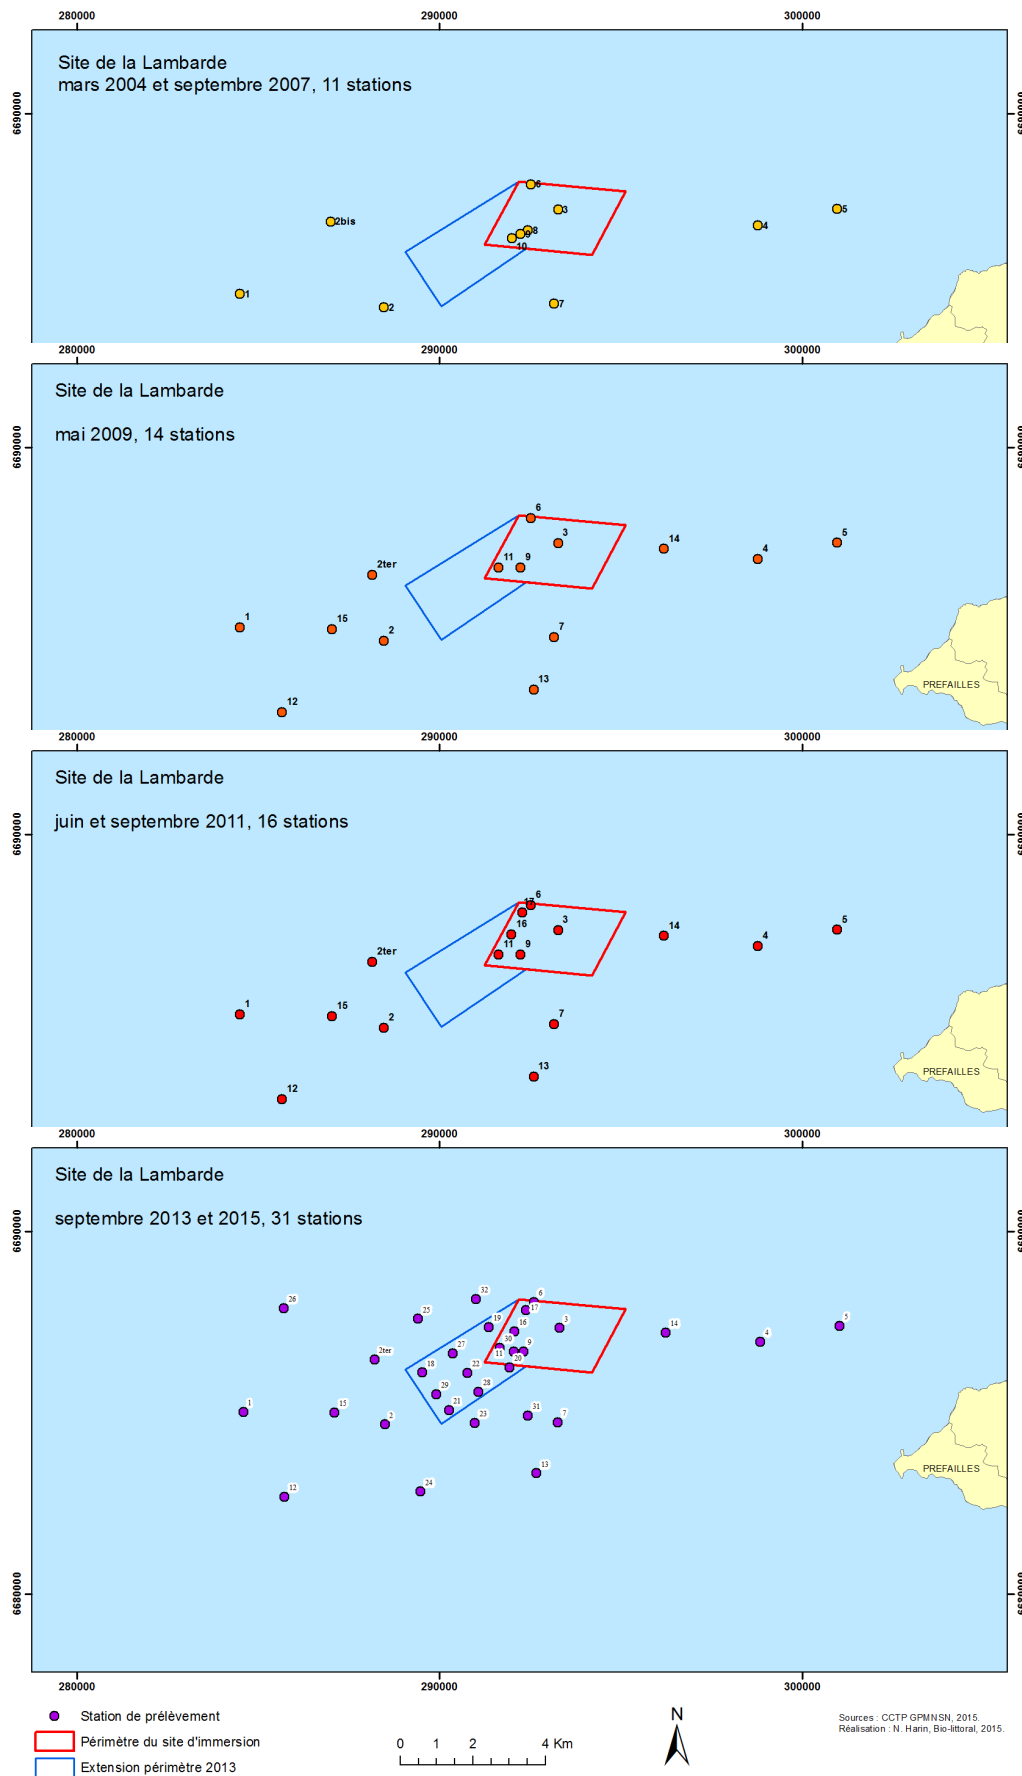 280000 290000 300000
6690000 6690000
Site de la Lambarde
mars 2004 et septembre 2007, 11 stations
6
3
2bis
8
9
10
4
5
1
2
7
280000 290000 300000
6690000 6690000
Site de la Lambarde
mai 2009, 14 stations
6
3
14
5
4
11 9
2ter
1
15
2
7
13
12
PREFAILLES
280000 290000 300000
6690000 6690000
Site de la Lambarde
juin et septembre 2011, 16 stations
6
17
16
3
14
5
4
11 9
2ter
1
15
2
7
13
12
PREFAILLES
280000 290000 300000
6690000 6690000
Site de la Lambarde
septembre 2013 et 2015, 31 stations
26
32
6
17
25
19
16
3
14
5
4
30
9
11
20
27
2ter
18
22
29
28
21
1
15
2
23
31
7
13
24
12
PREFAILLES
6680000 6680000
280000 290000 300000
Station de prélèvement
Périmètre du site d'immersion
Extension périmètre 2013
0 1 2 4 Km
N
Sources : CCTP GPMNSN, 2015.
Réalisation : N. Harin, Bio-littoral, 2015.